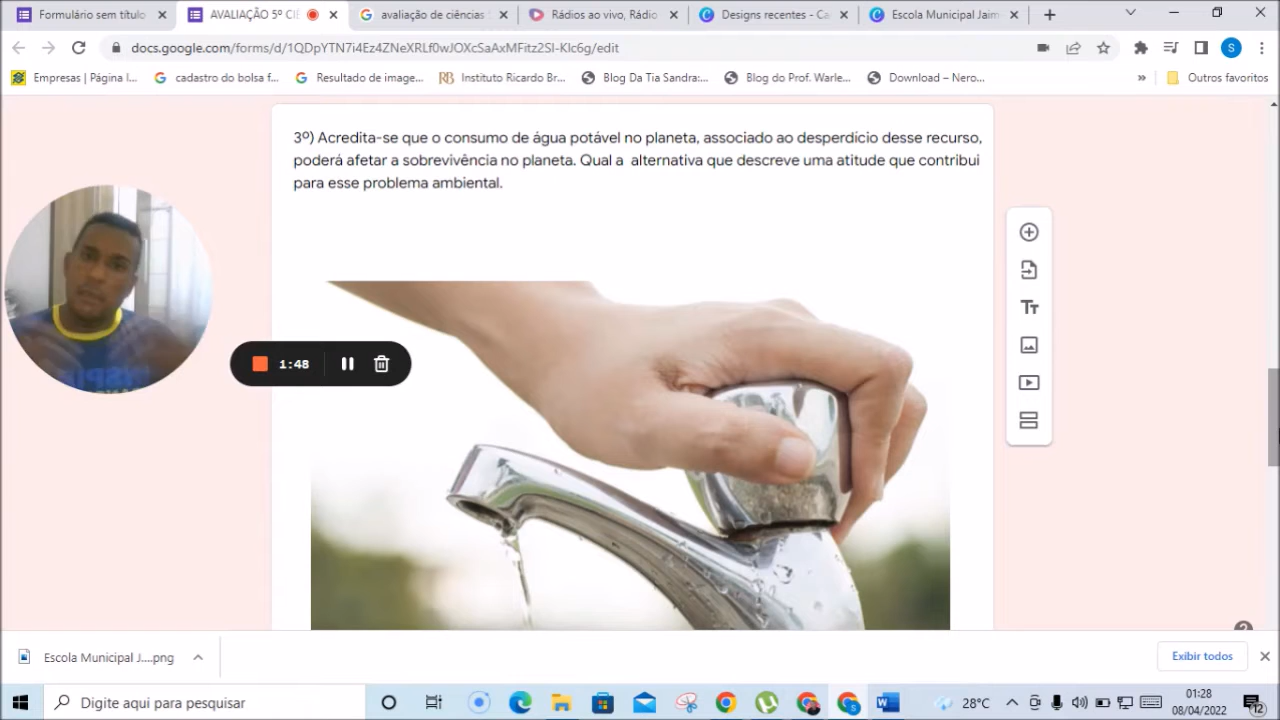 Formulário sem título
AVALIAÇÃO 5º CI
avaliação de ciências
Rádios ao vivo, Rádio
Designs recentes - Ca
Escola Municipal Jaim
docs.google.com/forms/d/1QDpYTN7i4Ez4ZNeXRLf0wJOXcSaAxMFitz2Sl-Klc6g/edit
S
Empresas | Página I...
cadastro do bolsa f...
Resultado de image...
Instituto Ricardo Br...
Blog Da Tia Sandra:...
Blog do Prof. Warle...
Download – Nero...
»
Outros favoritos
3º) Acredita-se que o consumo de água potável no planeta, associado ao desperdício desse recurso,
poderá afetar a sobrevivência no planeta. Qual a alternativa que descreve uma atitude que contribui
para esse problema ambiental.
1:48
Tт
Escola Municipal J....png
Exibir todos
Digite aqui para pesquisar
28°C
01:28
08/04/2022
12